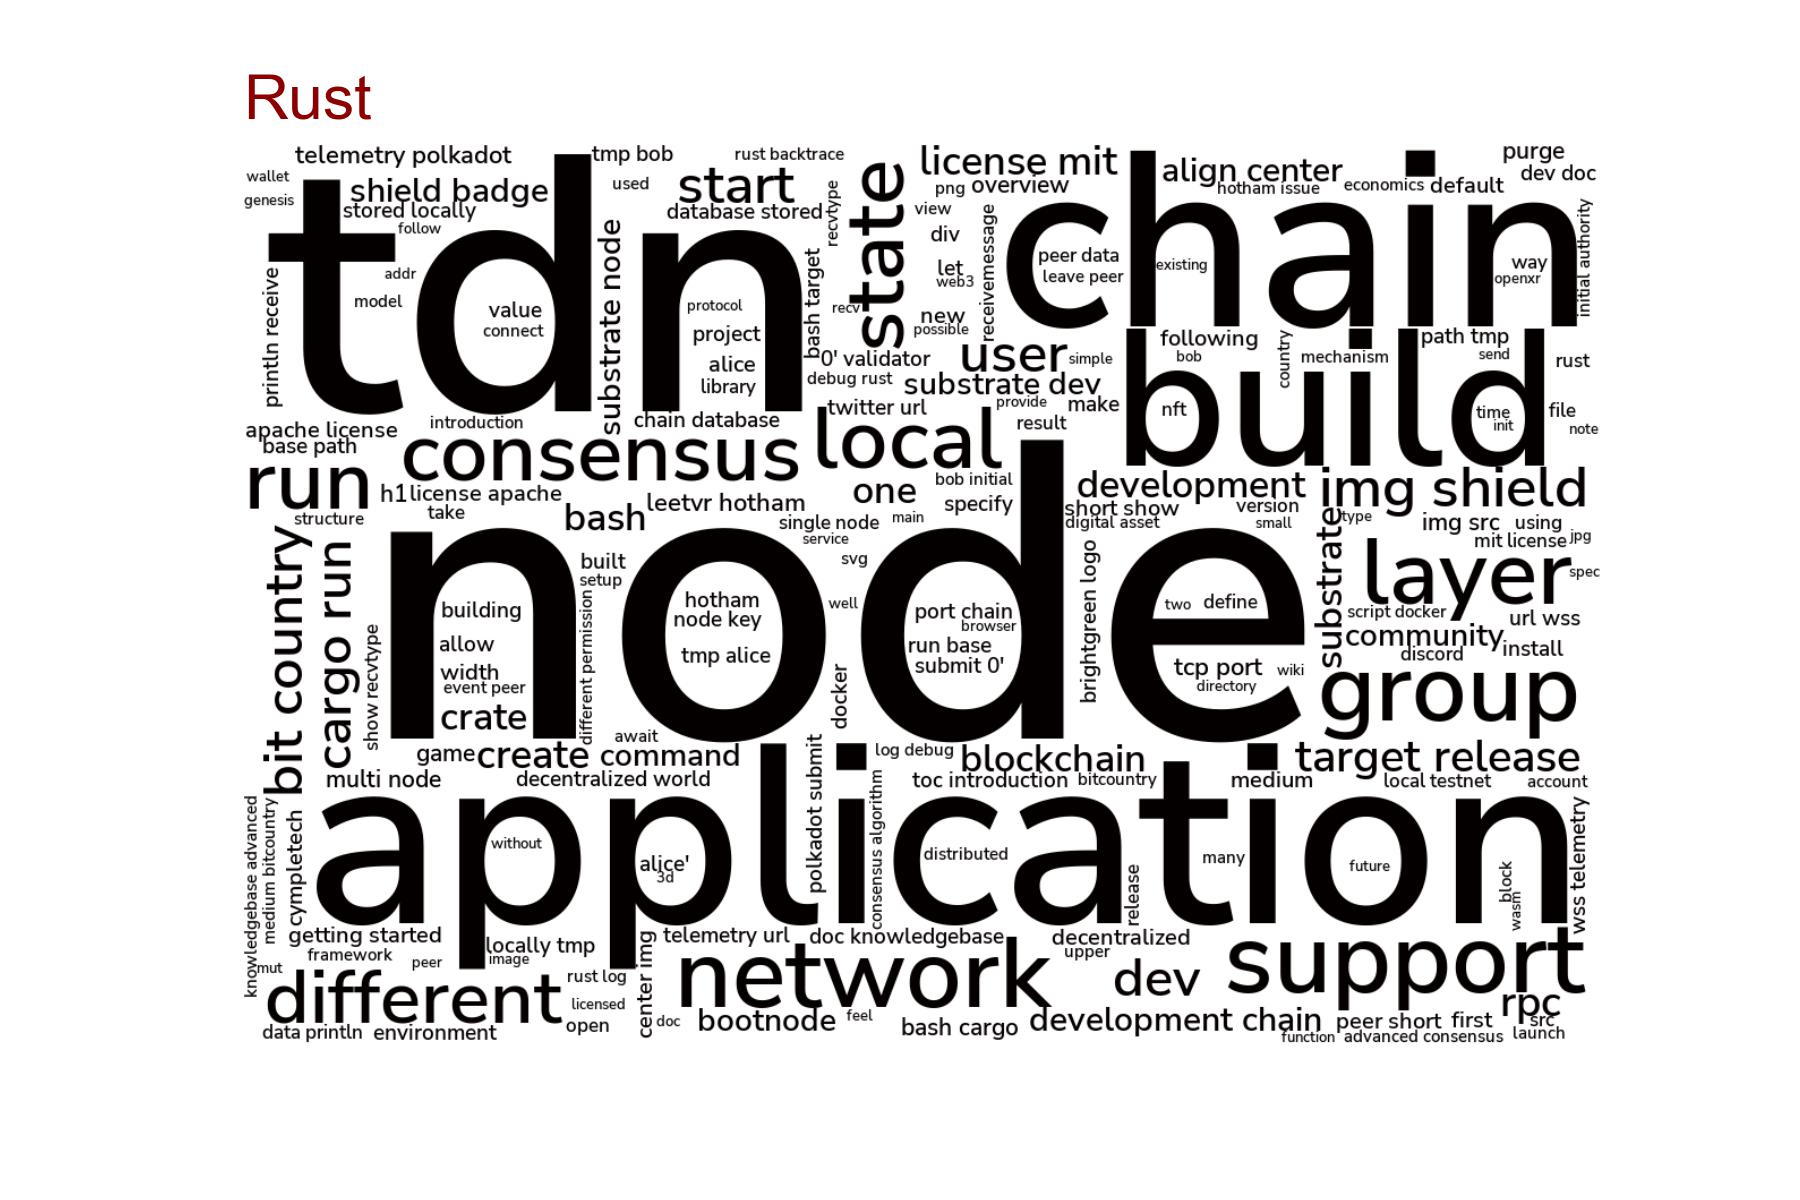 Rust
telemetry polkadot
tmp bob
rust backtrace
license mit
align center
purge
dev doc
wallet
shield badge
used
start
state
png
overview
hotham issue
economics
default
genesis
stored locally
follow
database stored
recvtype
view
div
receivemessage
initial authority
tdn
chain
println receive
addr
model
value
connect
substrate node
protocol
project
alice
library
bash target
recv
let
web3
new
possible
peer data
leave peer
existing
way
openxr
0' validator
debug rust
user
simple
substrate dev
following
bob
country
mechanism
path tmp
send
rust
build
nft
time
init
file
note
provide
make
result
twitter url
apache license
base path
introduction
chain database
consensus
local
run
h1
license apache
take
structure
bash
leetvr hotham
one
bob initial
specify
single node
main
service
development
short show
digital asset
version
small
img shield
type
img src
using
mit license
jpg
bit country
cargo run
show recvtype
built
setup
svg
well
node
building
allow
width
event peer
crate
different permission
hotham
node key
tmp alice
port chain
browser
run base
submit 0'
docker
brightgreen logo
two
define
tcp port
wiki
directory
substrate
layer
spec
script docker
url wss
community
discord
install
group
game
create
await
command
log debug
blockchain
target release
multi node
decentralized world
toc introduction
bitcountry
medium
local testnet
account
application
knowledgebase advanced
medium bitcountry
cympletech
without
alice'
3d
polkadot submit
consensus algorithm
distributed
release
many
future
block
wasm
wss telemetry
getting started
framework
peer
mut
locally tmp
image
telemetry url
doc knowledgebase
decentralized
upper
different
rust log
licensed
open
center img
doc
network
dev
support
rpc
src
launch
data println
environment
bootnode
feel
bash cargo
development chain
peer short
first
function
advanced consensus